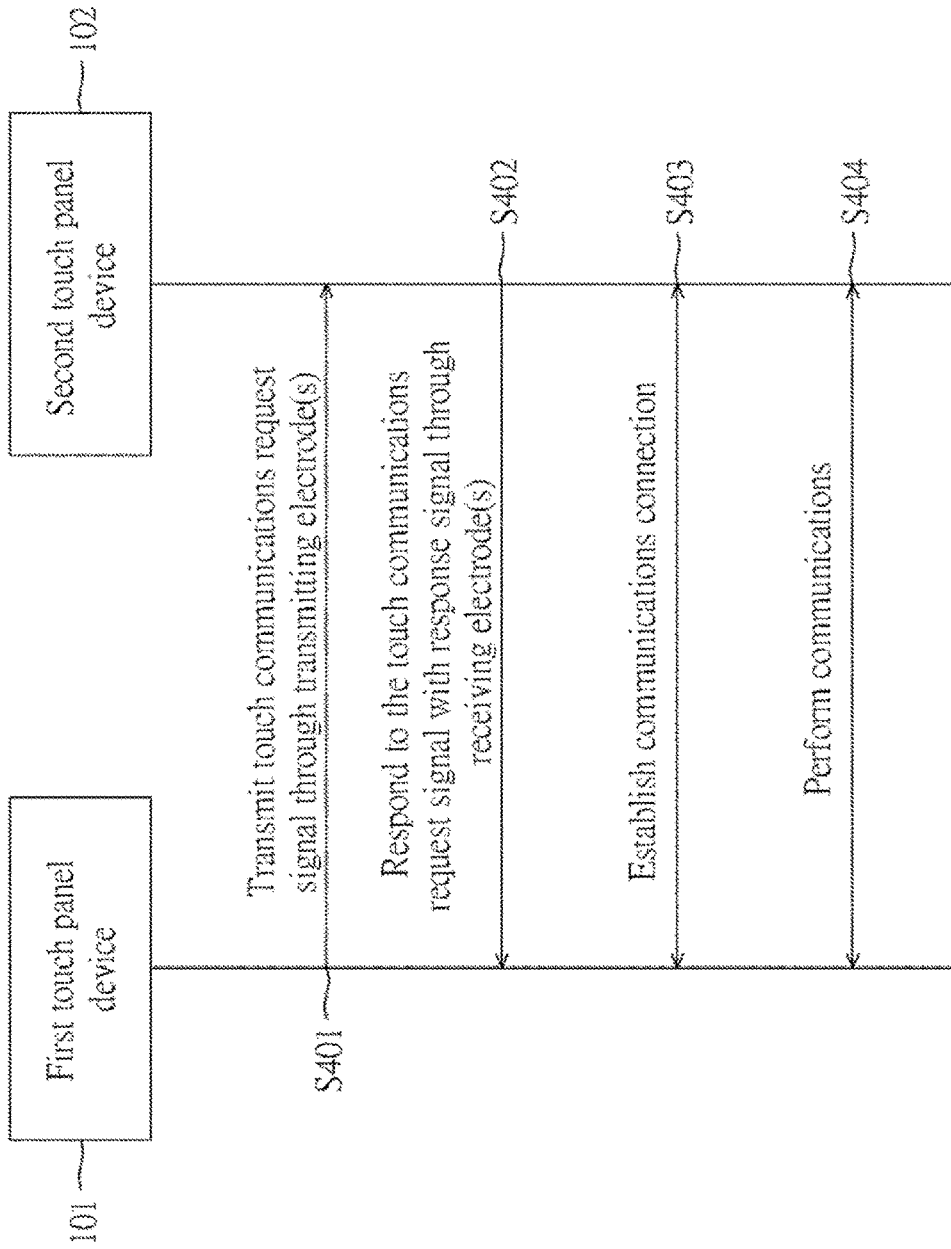 101
First touch panel
device
Second touch panel
device
102
S401
Transmit touch communications request
signal through transmitting electrode(s)
Respond to the touch communications
request signal with response signal through
receiving electrode(s)
S402
Establish communications connection
S403
Perform communications
S404